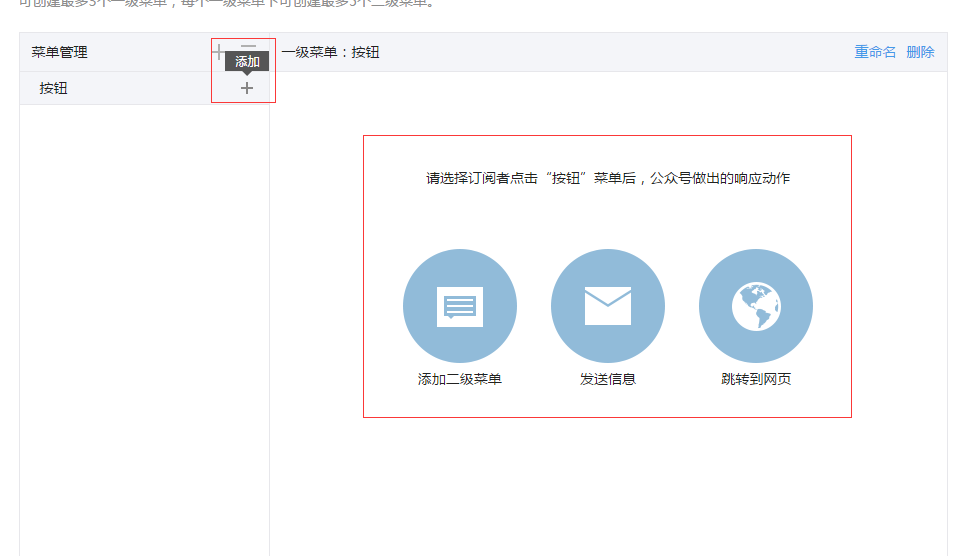 可创建最多3个一级菜单，每个一级菜单下可创建最多5个二级菜单。
菜单管理
添加
一级菜单：按钮
重命名 删除
按钮
请选择订阅者点击“按钮”菜单后，公众号做出的响应动作
添加二级菜单
发送信息
跳转到网页